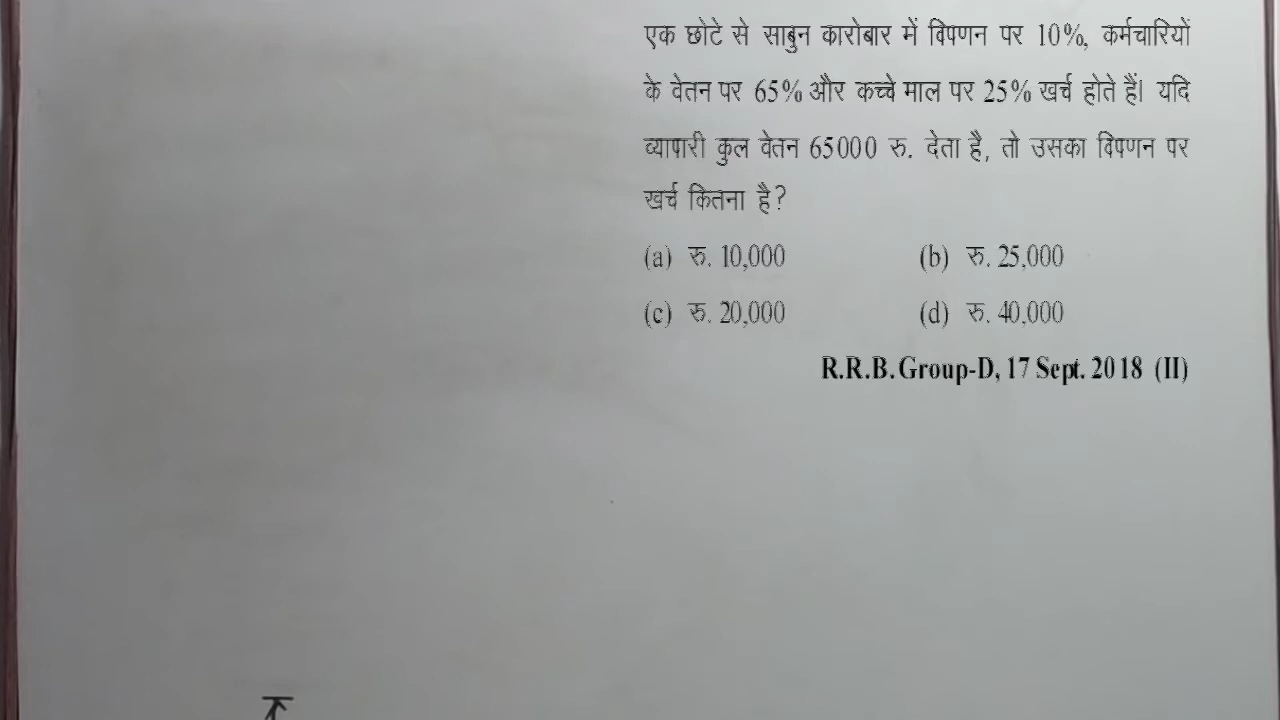 एक छोटे से साबुन कारोबार में विपणन पर 10%, कर्मचारियों
के वेतन पर 65% और कच्चे माल पर 25% खर्च होते हैं। यदि
व्यापारी कुल वेतन 65000 रु. देता है, तो उसका विपणन पर
खर्च कितना है?
(a) रु. 10,000 (b) रु. 25,000
(c) रु. 20,000 (d) रु. 40,000
R.R.B. Group-D, 17 Sept. 2018 (II)